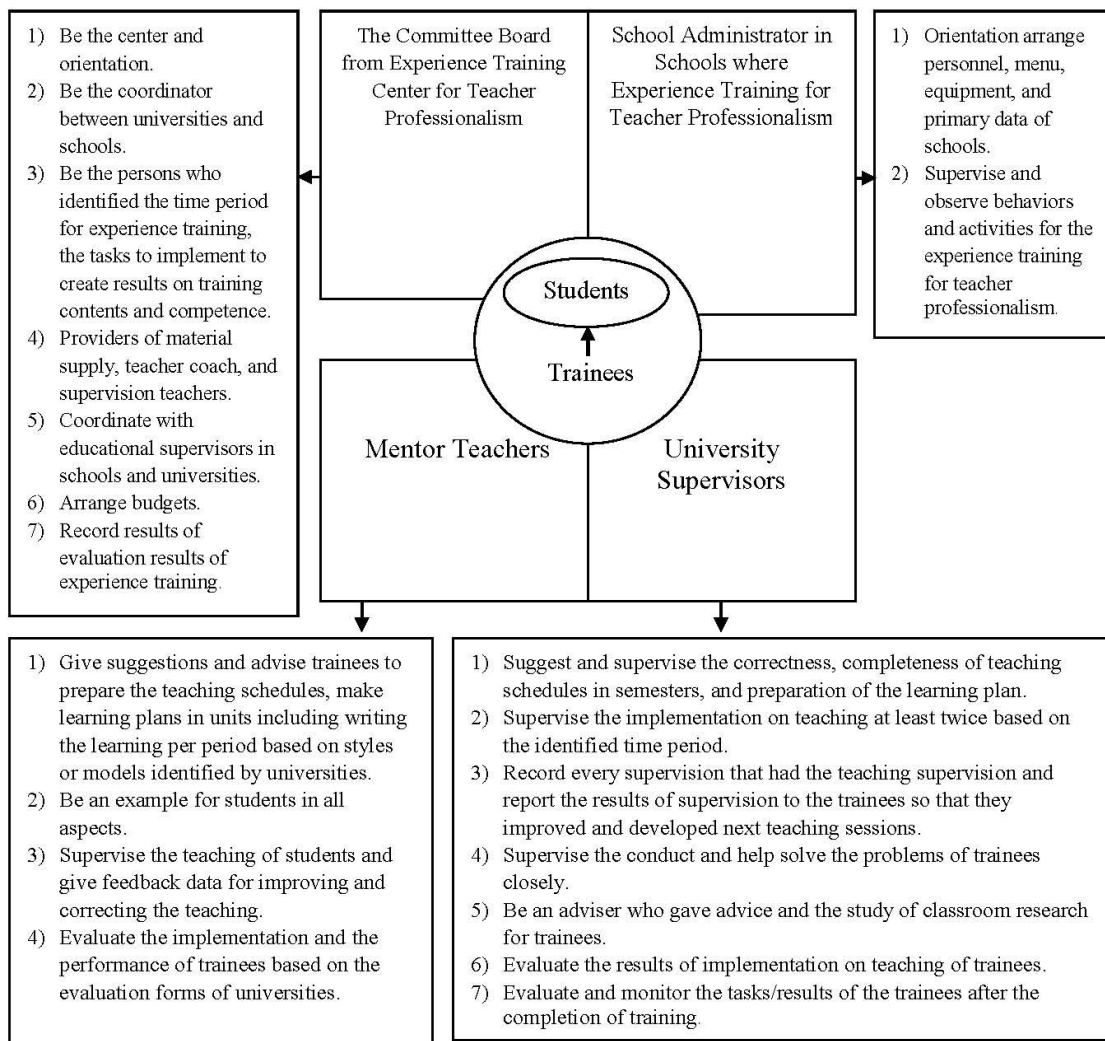 1) Be the center and
orientation.
2) Be the coordinator
between universities and
schools.
3) Be the persons who
identified the time period
for experience training,
the tasks to implement to
create results on training
contents and competence.
4) Providers of material
supply, teacher coach, and
supervision teachers.
5) Coordinate with
educational supervisors in
schools and universities.
6) Arrange budgets.
7) Record results of
evaluation results of
experience training.
The Committee Board
from Experience Training
Center for Teacher
Professionalism
School Administrator in
Schools where
Experience Training for
Teacher Professionalism
1) Orientation arrange
personnel, menu,
equipment, and
primary data of
schools.
2) Supervise and
observe behaviors
and activities for the
experience training
for teacher
professionalism.
Students
Trainees
Mentor Teachers
University
Supervisors
1) Give suggestions and advise trainees to
prepare the teaching schedules, make
learning plans in units including writing
the learning per period based on styles
or models identified by universities.
2) Be an example for students in all
aspects.
3) Supervise the teaching of students and
give feedback data for improving and
correcting the teaching.
4) Evaluate the implementation and the
performance of trainees based on the
evaluation forms of universities.
1) Suggest and supervise the correctness, completeness of teaching
schedules in semesters, and preparation of the learning plan.
2) Supervise the implementation on teaching at least twice based on
the identified time period.
3) Record every supervision that had the teaching supervision and
report the results of supervision to the trainees so that they
improved and developed next teaching sessions.
4) Supervise the conduct and help solve the problems of trainees
closely.
5) Be an adviser who gave advice and the study of classroom research
for trainees.
6) Evaluate the results of implementation on teaching of trainees.
7) Evaluate and monitor the tasks/results of the trainees after the
completion of training.